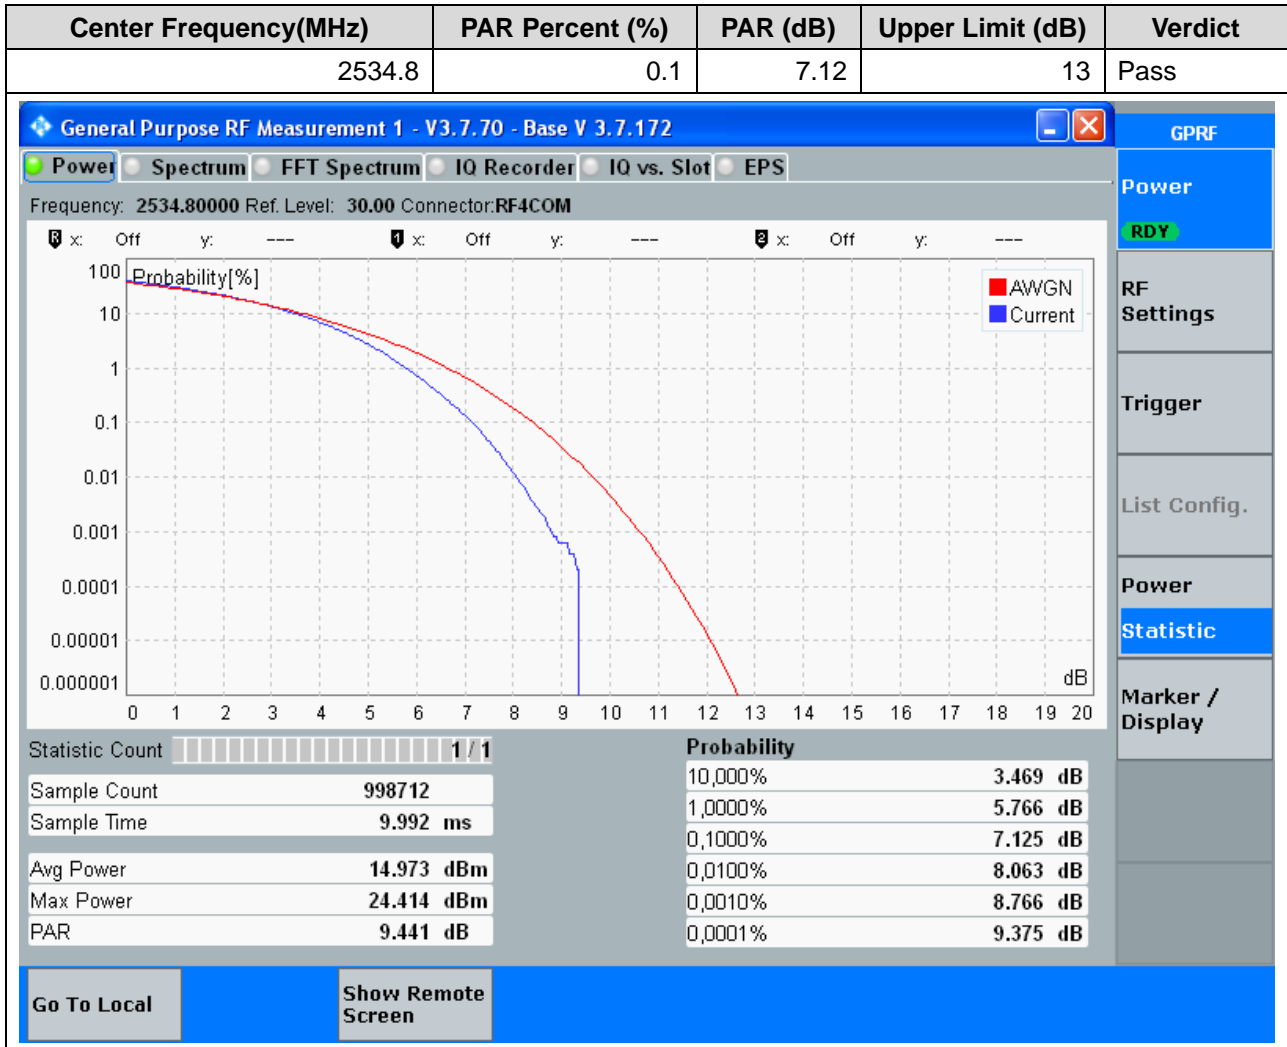 Center Frequency(MHz) PAR Percent (%) PAR (dB) Upper Limit (dB) Verdict
2534.8 0.1 7.12 13 Pass
General Purpose RF Measurement 1 - V3.7.70 - Base V 3.7.172
GPRF
Power Spectrum FFT Spectrum IQ Recorder IQ vs. Slot EPS
Power
RDY
Frequency: 2534.80000 Ref. Level: 30.00 Connector:RF4COM
R x: Off y: --- 1 x: Off y: --- 2 x: Off y: ---
Probability[%]
AWGN
Current
100
10
1
0.1
0.01
0.001
0.0001
0.00001
0.000001
dB
0 1 2 3 4 5 6 7 8 9 10 11 12 13 14 15 16 17 18 19 20
RF
Settings
Trigger
List Config.
Power
Statistic
Marker /
Display
Statistic Count 1 / 1
Sample Count 998712
Sample Time 9.992 ms
Avg Power 14.973 dBm
Max Power 24.414 dBm
PAR 9.441 dB
Probability
10,000% 3.469 dB
1,0000% 5.766 dB
0,1000% 7.125 dB
0,0100% 8.063 dB
0,0010% 8.766 dB
0,0001% 9.375 dB
Go To Local
Show Remote
Screen